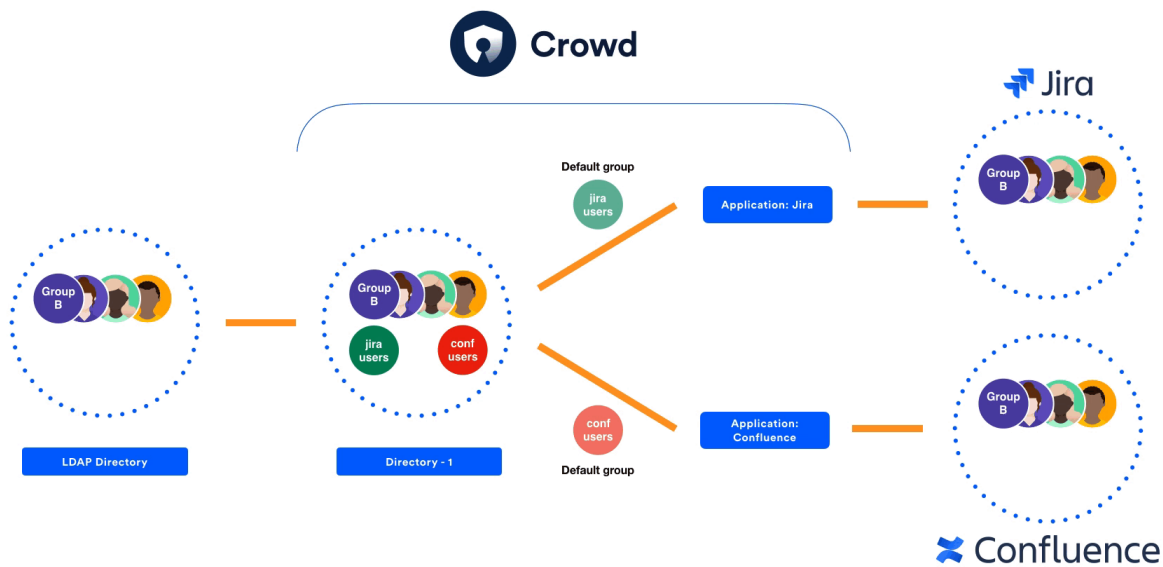 Crowd
Jira
Default group
jira
users
Group
B
Application: Jira
Group
B
Group
B
jira
users
conf
users
Group
B
conf
users
Application:
Confluence
Default group
LDAP Directory
Directory - 1
Confluence